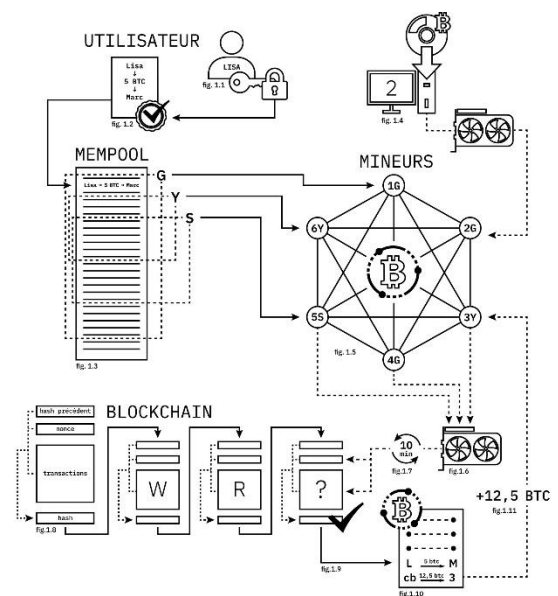 UTILISATEUR
Lisa
↓
5 BTC
↓
Marc
fig. 1.2
LISA
fig. 1.1
2
fig. 1.4
MEMPOOL
Lisa → 5 BTC → Marc
G
Y
S
fig. 1.3
MINEURS
1G
6Y
2G
5S
3Y
4G
fig. 1.5
BLOCKCHAIN
hash précédent
nonce
transactions
hash
fig. 1.8
W
R
?
fig. 1.9
10
min
fig. 1.7
fig. 1.6
+12,5 BTC
fig. 1.11
L 5 btc M
cb 12,5 btc 3
fig. 1.10